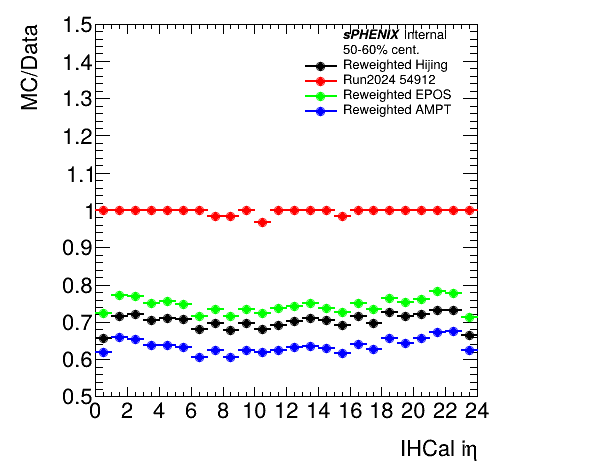 MC/Data
sPHENIX Internal
50-60% cent.
Reweighted Hijing
Run2024 54912
Reweighted EPOS
Reweighted AMPT
1.5
1.4
1.3
1.2
1.1
1
0.9
0.8
0.7
0.6
0.5
0 2 4 6 8 10 12 14 16 18 20 22 24
IHCal iη